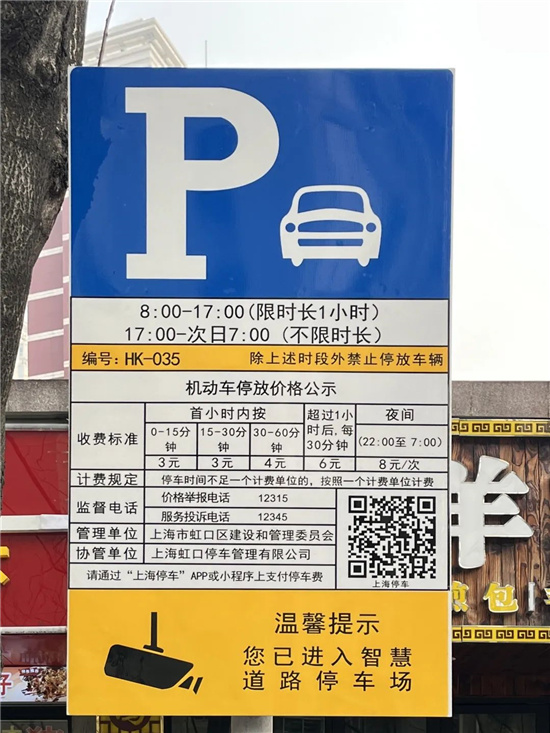 P
8:00-17:00(限时长1小时)
17:00-次日7:00 (不限时长)
编号: HK-035 除上述时段外禁止停放车辆
机动车停放价格公示
收费标准 首小时内按 超过1小时后,每30分钟 夜间(22:00至 7:00)
0-15分钟 15-30分钟 30-60分钟
3元 3元 4元 6元 8元/次
计费规定 停车时间不足一个计费单位的,按照一个计费单位计费
监督电话 价格举报电话 12315
服务投诉电话 12345
管理单位 上海市虹口区建设和管理委员会
协管单位 上海虹口停车管理有限公司
上海停车
请通过“上海停车”APP或小程序上支付停车费
温馨提示
您已进入智慧
道路停车场
羊
煎包